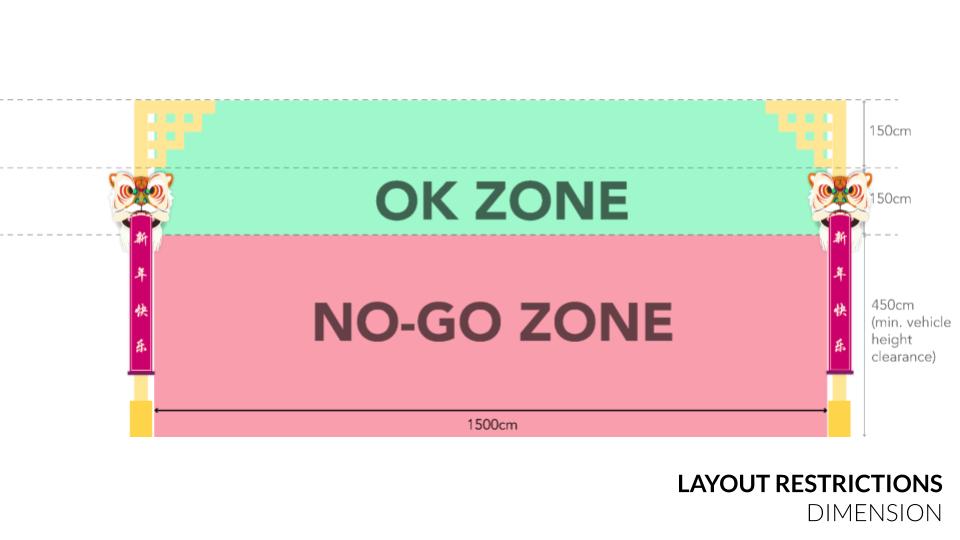 150cm
OK ZONE
150cm
新年快乐
新年快乐
NO-GO ZONE
450cm
(min. vehicle
height
clearance)
1500cm
LAYOUT RESTRICTIONS
DIMENSION